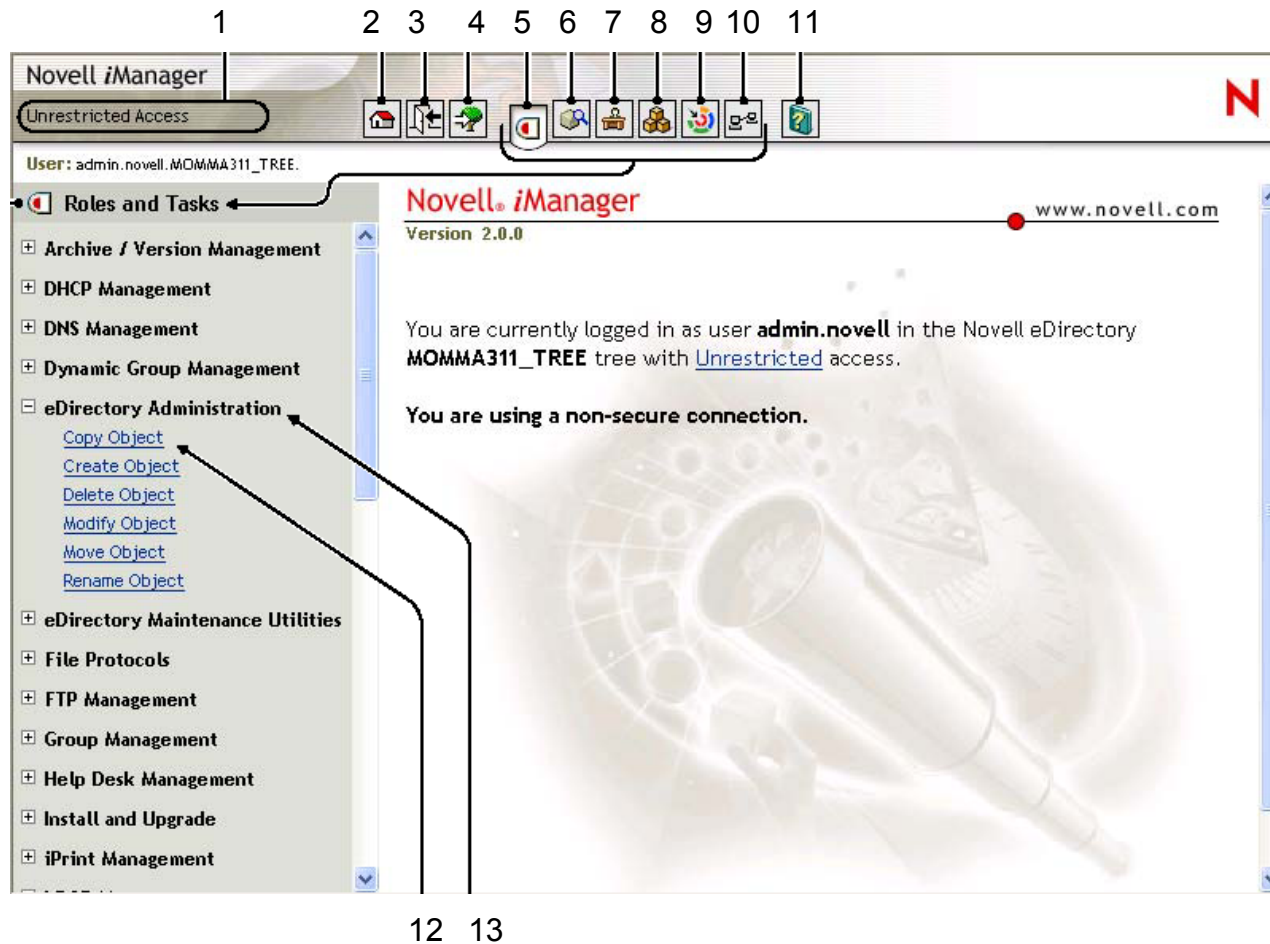 1 2 3 4 5 6 7 8 9 10 11
Novell iManager
Unrestricted Access
N
User: admin.novell.MOMMA311_TREE.
Roles and Tasks
Archive / Version Management
DHCP Management
DNS Management
Dynamic Group Management
eDirectory Administration
Copy Object
Create Object
Delete Object
Modify Object
Move Object
Rename Object
eDirectory Maintenance Utilities
File Protocols
FTP Management
Group Management
Help Desk Management
Install and Upgrade
iPrint Management
Novell® iManager
www.novell.com
Version 2.0.0
You are currently logged in as user admin.novell in the Novell eDirectory
MOMMA311_TREE tree with Unrestricted access.
You are using a non-secure connection.
12 13